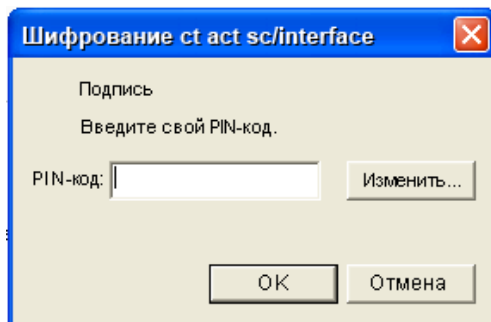 Шифрование ct act sc/interface
Подпись
Введите свой PIN-код.
PIN-код:
Изменить...
OK
Отмена